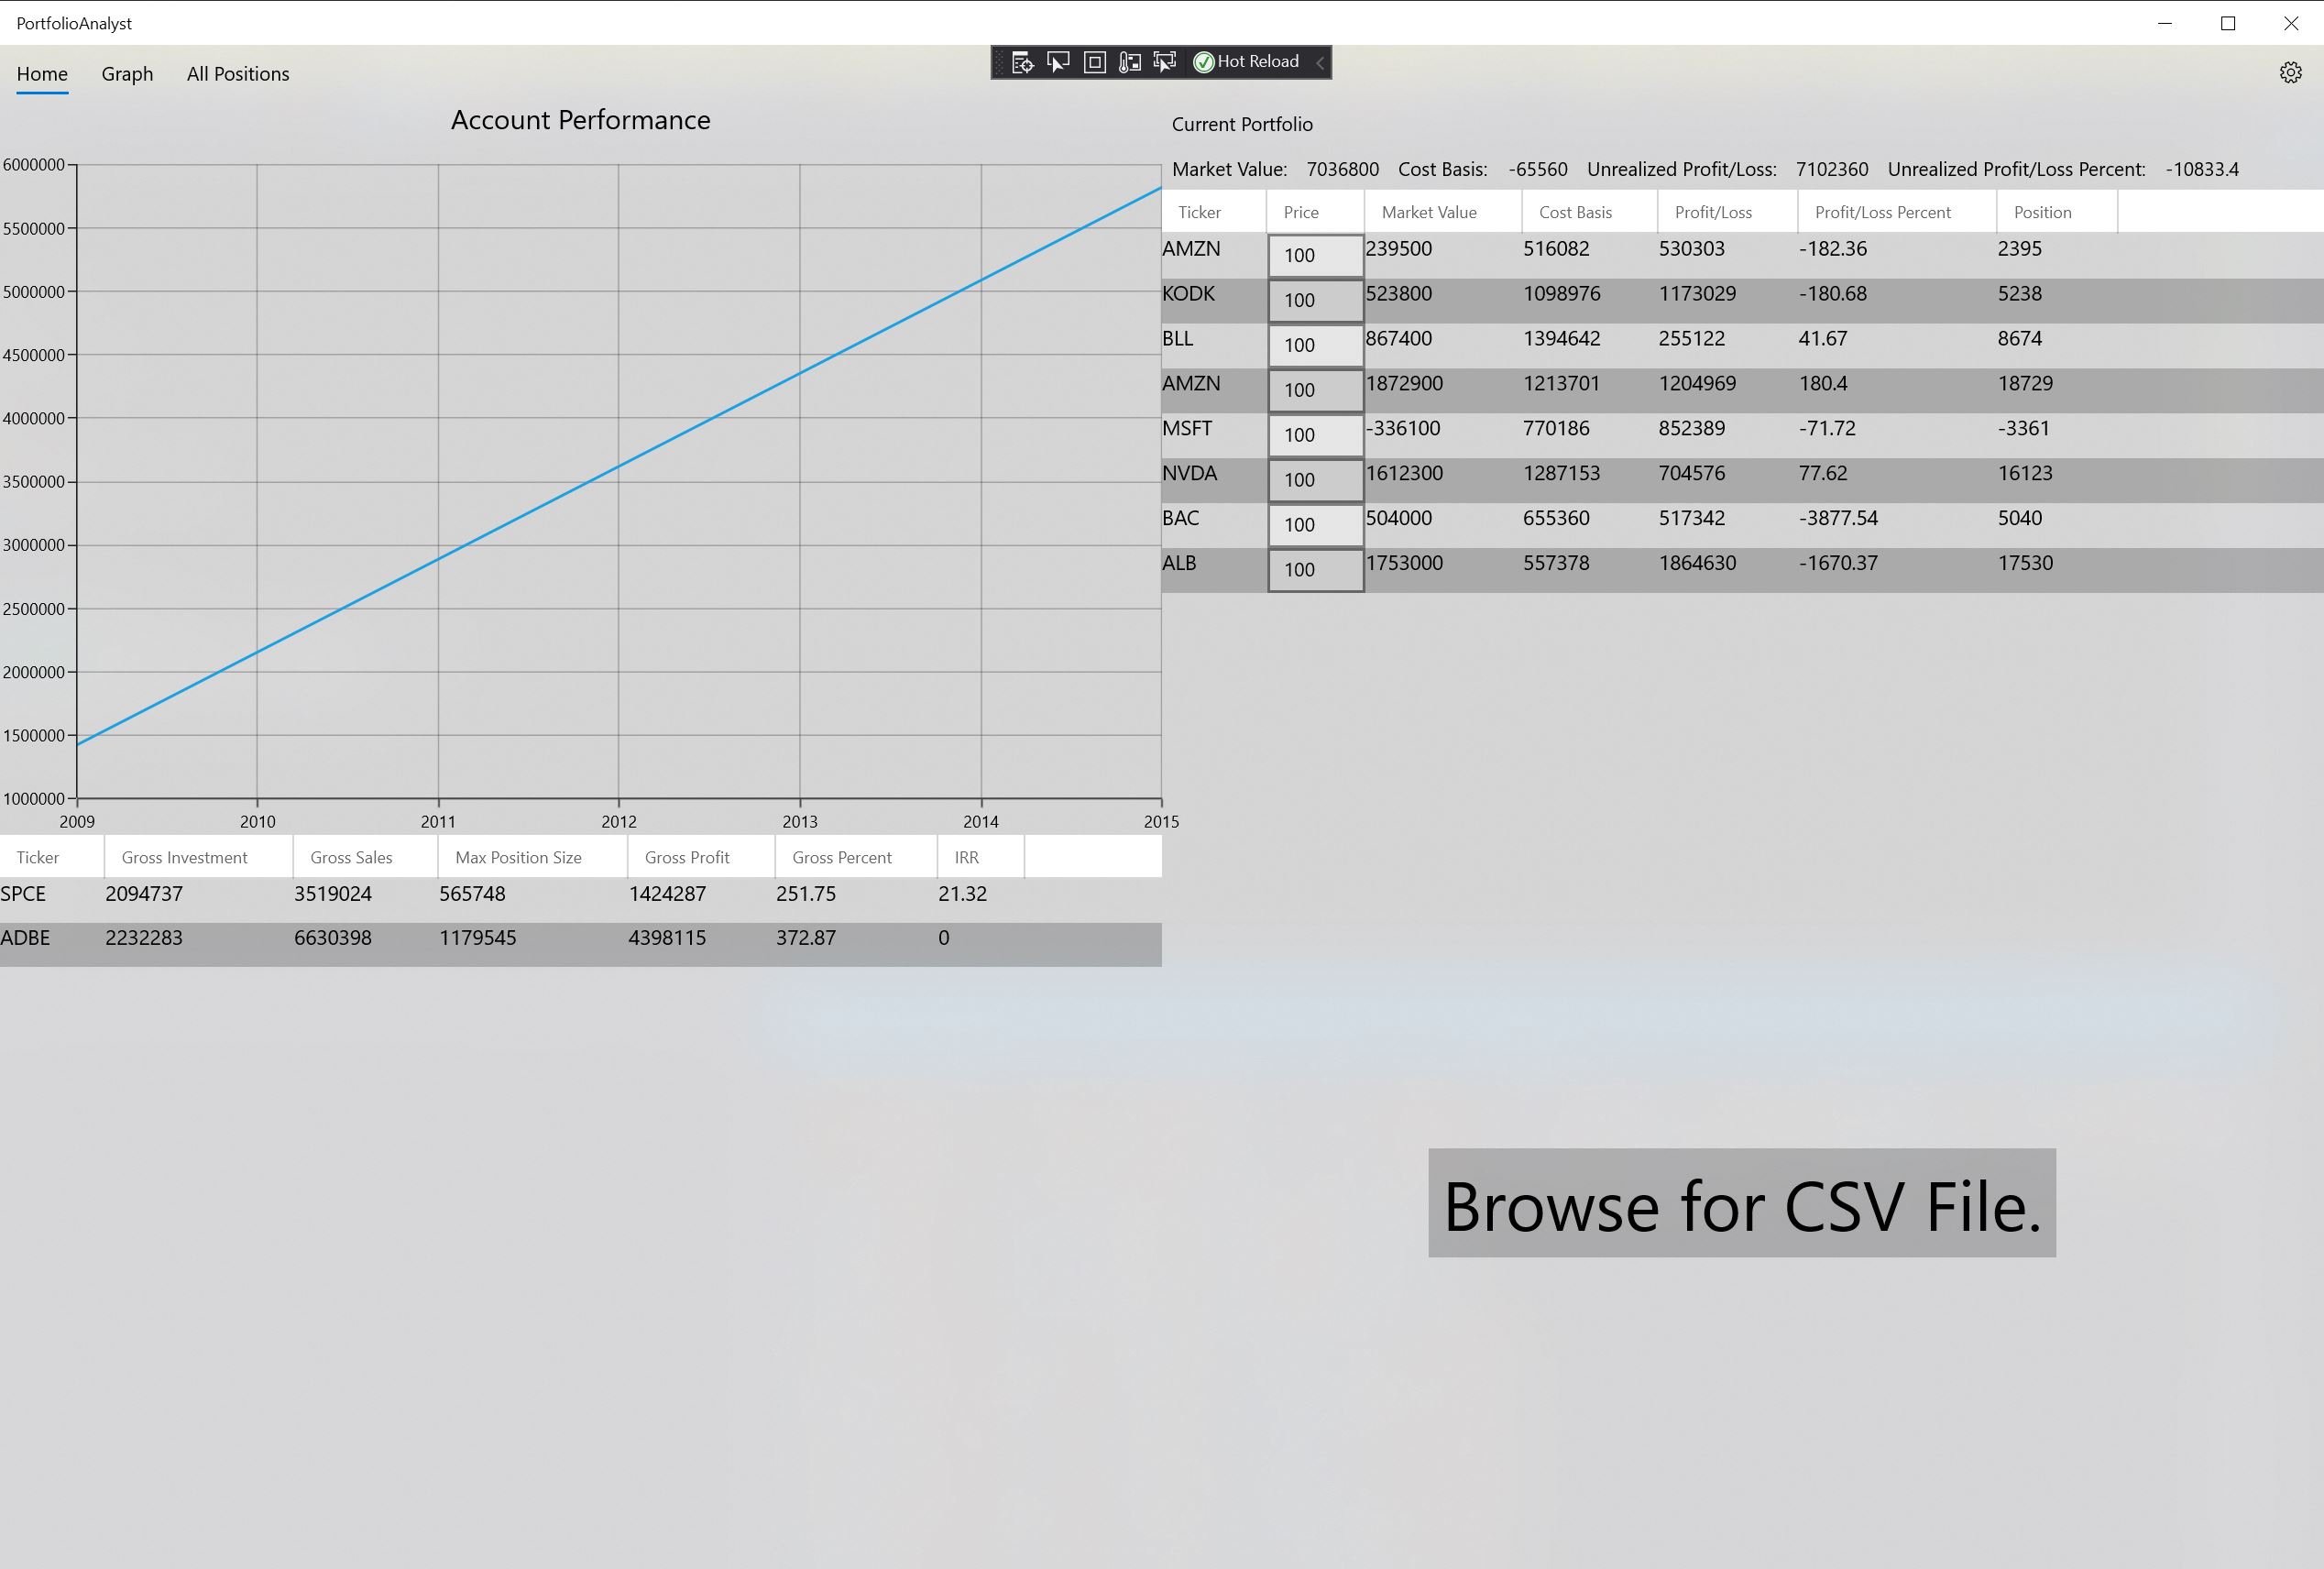 PortfolioAnalyst
Home Graph All Positions
Hot Reload
Account Performance
6000000
5500000
5000000
4500000
4000000
3500000
3000000
2500000
2000000
1500000
1000000
2009 2010 2011 2012 2013 2014 2015
Ticker Gross Investment Gross Sales Max Position Size Gross Profit Gross Percent IRR
SPCE 2094737 3519024 565748 1424287 251.75 21.32
ADBE 2232283 6630398 1179545 4398115 372.87 0
Current Portfolio
Market Value: 7036800 Cost Basis: -65560 Unrealized Profit/Loss: 7102360 Unrealized Profit/Loss Percent: -10833.4
Ticker Price Market Value Cost Basis Profit/Loss Profit/Loss Percent Position
AMZN 100 239500 516082 530303 -182.36 2395
KODK 100 523800 1098976 1173029 -180.68 5238
BLL 100 867400 1394642 255122 41.67 8674
AMZN 100 1872900 1213701 1204969 180.4 18729
MSFT 100 -336100 770186 852389 -71.72 -3361
NVDA 100 1612300 1287153 704576 77.62 16123
BAC 100 504000 655360 517342 -3877.54 5040
ALB 100 1753000 557378 1864630 -1670.37 17530
Browse for CSV File.